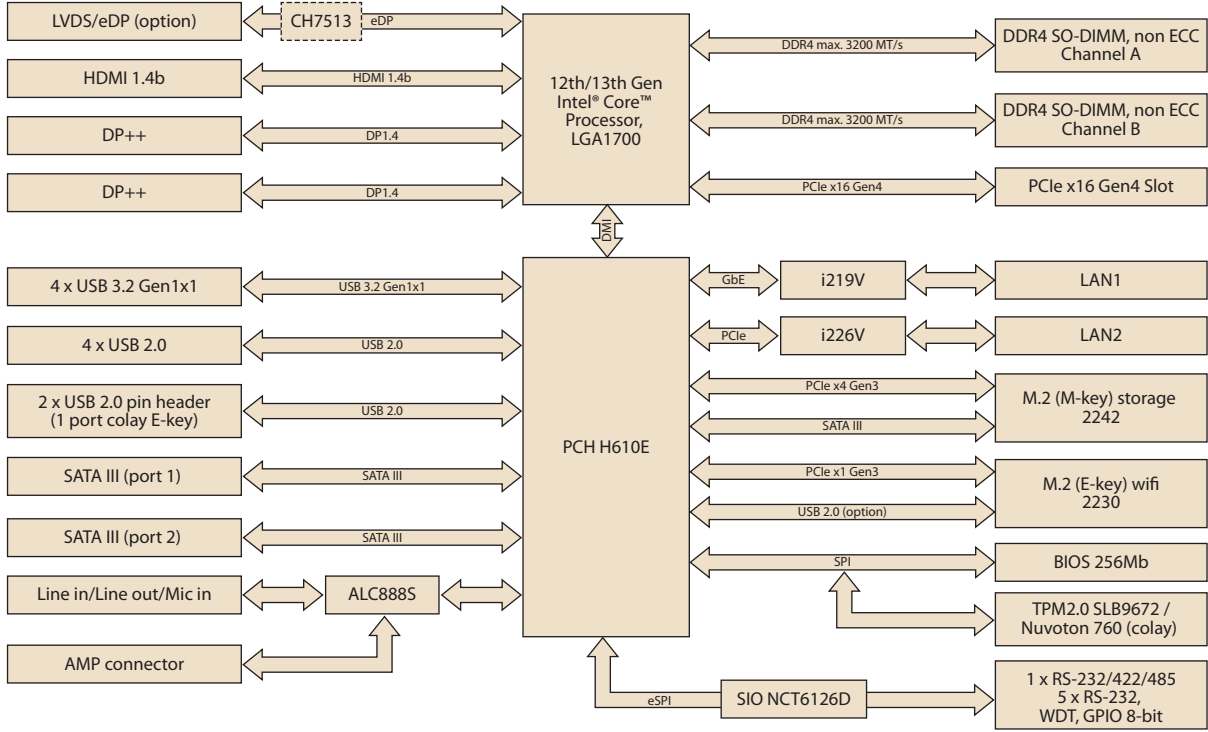 LVDS/eDP (option)
CH7513
eDP
HDMI 1.4b
HDMI 1.4b
DP++
DP1.4
DP++
DP1.4
12th/13th Gen
Intel® Core™
Processor,
LGA1700
DDR4 max. 3200 MT/s
DDR4 SO-DIMM, non ECC
Channel A
DDR4 max. 3200 MT/s
DDR4 SO-DIMM, non ECC
Channel B
PCIe x16 Gen4
PCIe x16 Gen4 Slot
DMI
4 x USB 3.2 Gen1x1
USB 3.2 Gen1x1
4 x USB 2.0
USB 2.0
2 x USB 2.0 pin header
(1 port colay E-key)
USB 2.0
SATA III (port 1)
SATA III
SATA III (port 2)
SATA III
Line in/Line out/Mic in
ALC888S
AMP connector
PCH H610E
GbE
i219V
LAN1
PCIe
i226V
LAN2
PCIe x4 Gen3
SATA III
M.2 (M-key) storage
2242
PCIe x1 Gen3
USB 2.0 (option)
M.2 (E-key) wifi
2230
SPI
BIOS 256Mb
TPM2.0 SLB9672 /
Nuvoton 760 (colay)
eSPI
SIO NCT6126D
1 x RS-232/422/485
5 x RS-232,
WDT, GPIO 8-bit